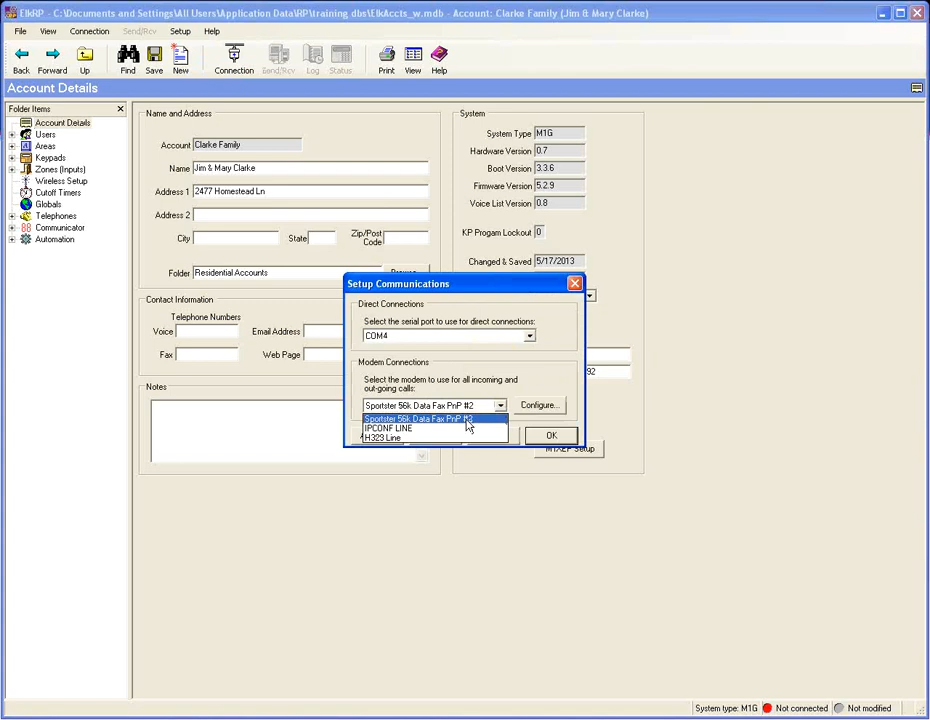 ElkRP - C:\Documents and Settings\All Users\Application Data\RP\training dbs\ElkAccts_w.mdb - Account: Clarke Family (Jim & Mary Clarke)
File View Connection Send/Rcv Setup Help
Back Forward Up Find Save New Connection Send/Rcv Log Status Print View Help
Account Details
Folder Items
Account Details
Users
Areas
Keypads
Zones (Inputs)
Wireless Setup
Cutoff Timers
Globals
Telephones
Communicator
Automation
Name and Address
Account Clarke Family
Name Jim & Mary Clarke
Address 1 2477 Homestead Ln
Address 2
City State Zip/Post Code
Folder Residential Accounts
Contact Information
Telephone Numbers
Voice Email Address
Fax Web Page
Notes
System
System Type M1G
Hardware Version 0.7
Boot Version 3.3.6
Firmware Version 5.2.9
Voice List Version 0.8
KP Progam Lockout 0
Changed & Saved 5/17/2013
92
M1XEP Setup
Setup Communications
Direct Connections
Select the serial port to use for direct connections:
COM4
Modem Connections
Select the modem to use for all incoming and
out-going calls:
Sportster 56k Data Fax PnP #2 Configure...
Sportster 56k Data Fax PnP #2
IPCONF LINE
H323 Line
OK
System type: M1G Not connected Not modified